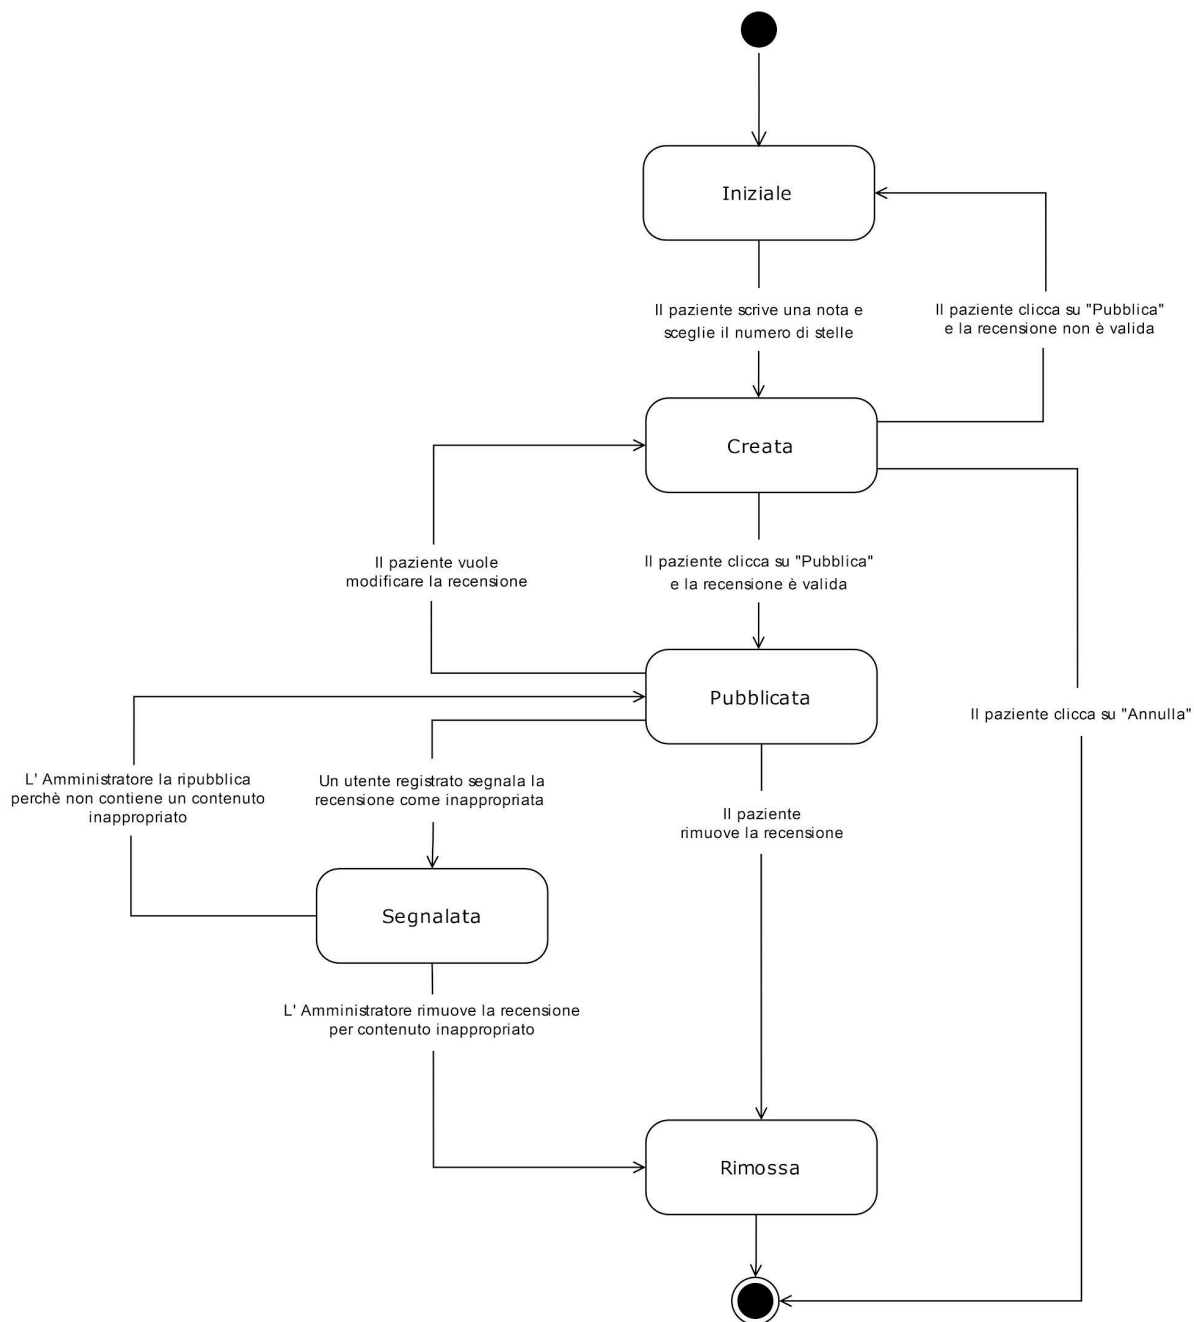 Iniziale
Il paziente scrive una nota e
sceglie il numero di stelle
Il paziente clicca su "Pubblica"
e la recensione non è valida
Creata
Il paziente vuole
modificare la recensione
Il paziente clicca su "Pubblica"
e la recensione è valida
Pubblicata
Il paziente clicca su "Annulla"
L' Amministratore la ripubblica
perchè non contiene un contenuto
inappropriato
Un utente registrato segnala la
recensione come inappropriata
Il paziente
rimuove la recensione
Segnalata
L' Amministratore rimuove la recensione
per contenuto inappropriato
Rimossa